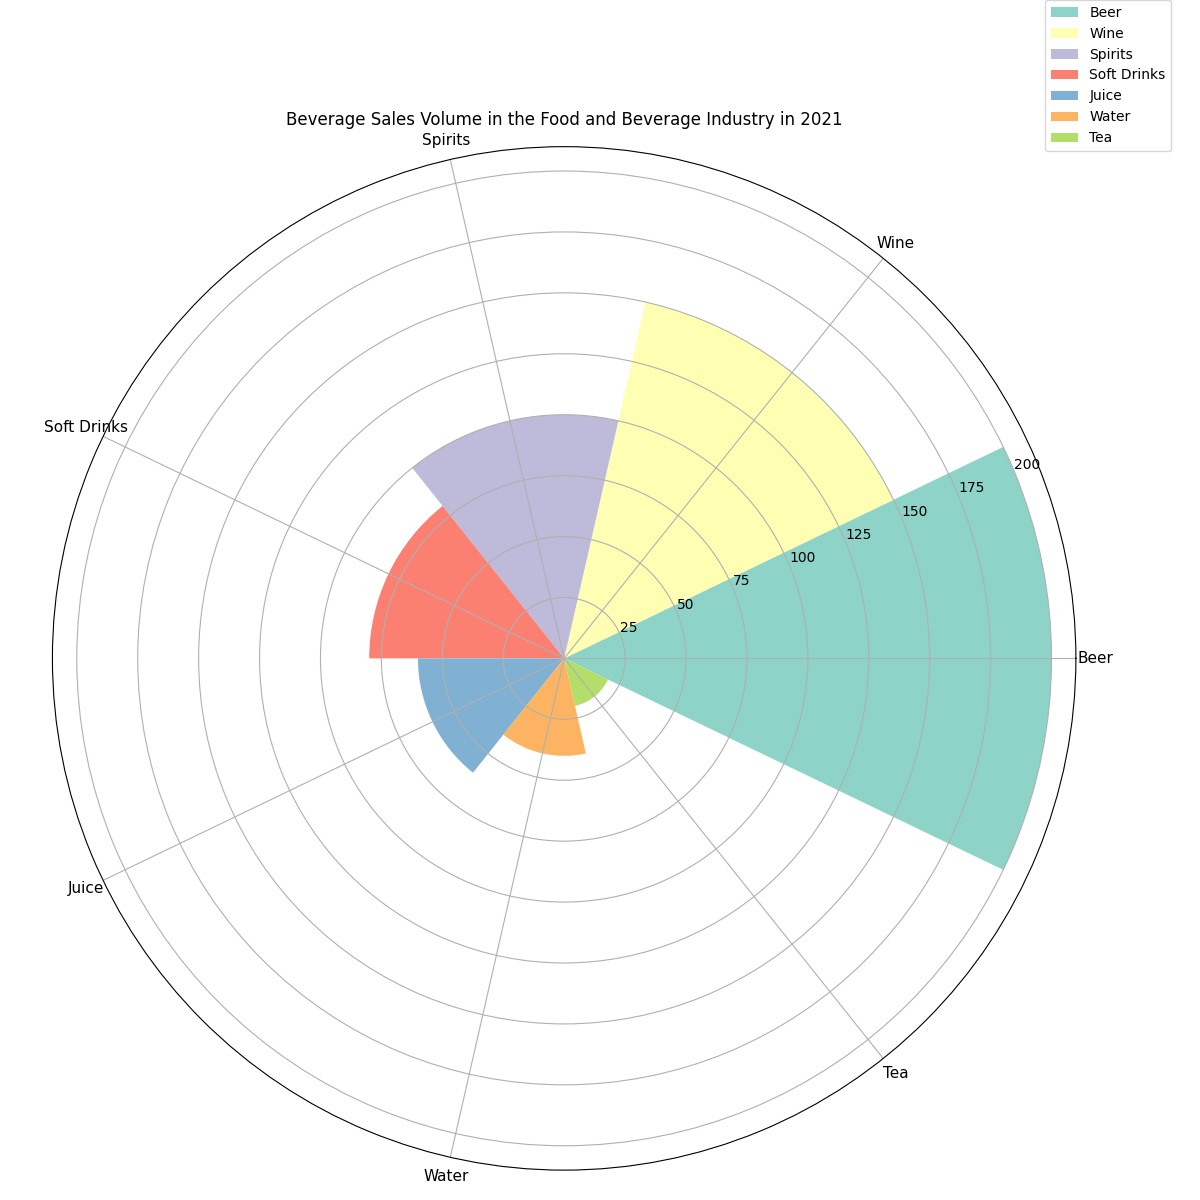 Beer
Wine
Spirits
Soft Drinks
Juice
Water
Tea
Beverage Sales Volume in the Food and Beverage Industry in 2021
Spirits
Wine
Soft Drinks
200
175
150
125
100
75
50
25
Beer
Juice
Tea
Water